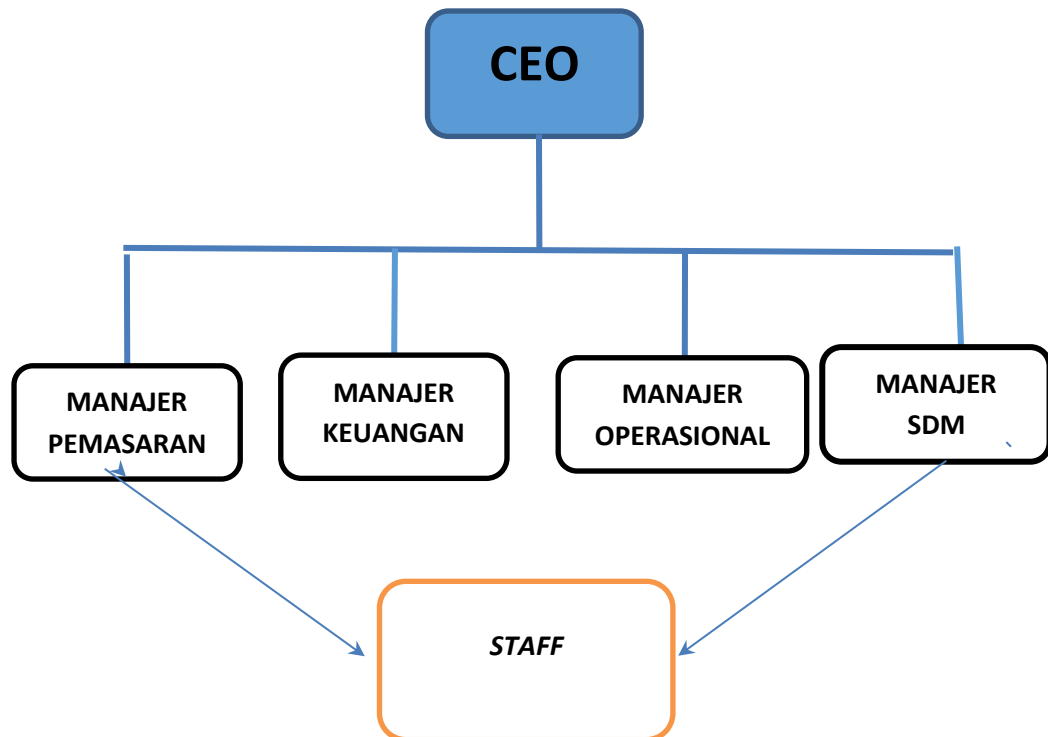 CEO
MANAJER
PEMASARAN
MANAJER
KEUANGAN
MANAJER
OPERASIONAL
MANAJER
SDM
STAFF